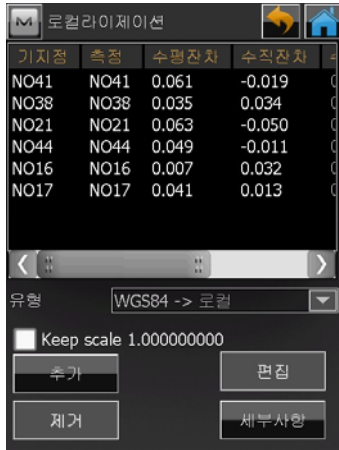 M 로컬라이제이션
기지점 측정 수평잔차 수직잔차
NO41 NO41 0.061 -0.019
NO38 NO38 0.035 0.034
NO21 NO21 0.063 -0.050
NO44 NO44 0.049 -0.011
NO16 NO16 0.007 0.032
NO17 NO17 0.041 0.013
유형 WGS84 -> 로컬
Keep scale 1.000000000
추가 편집
제거 세부사항